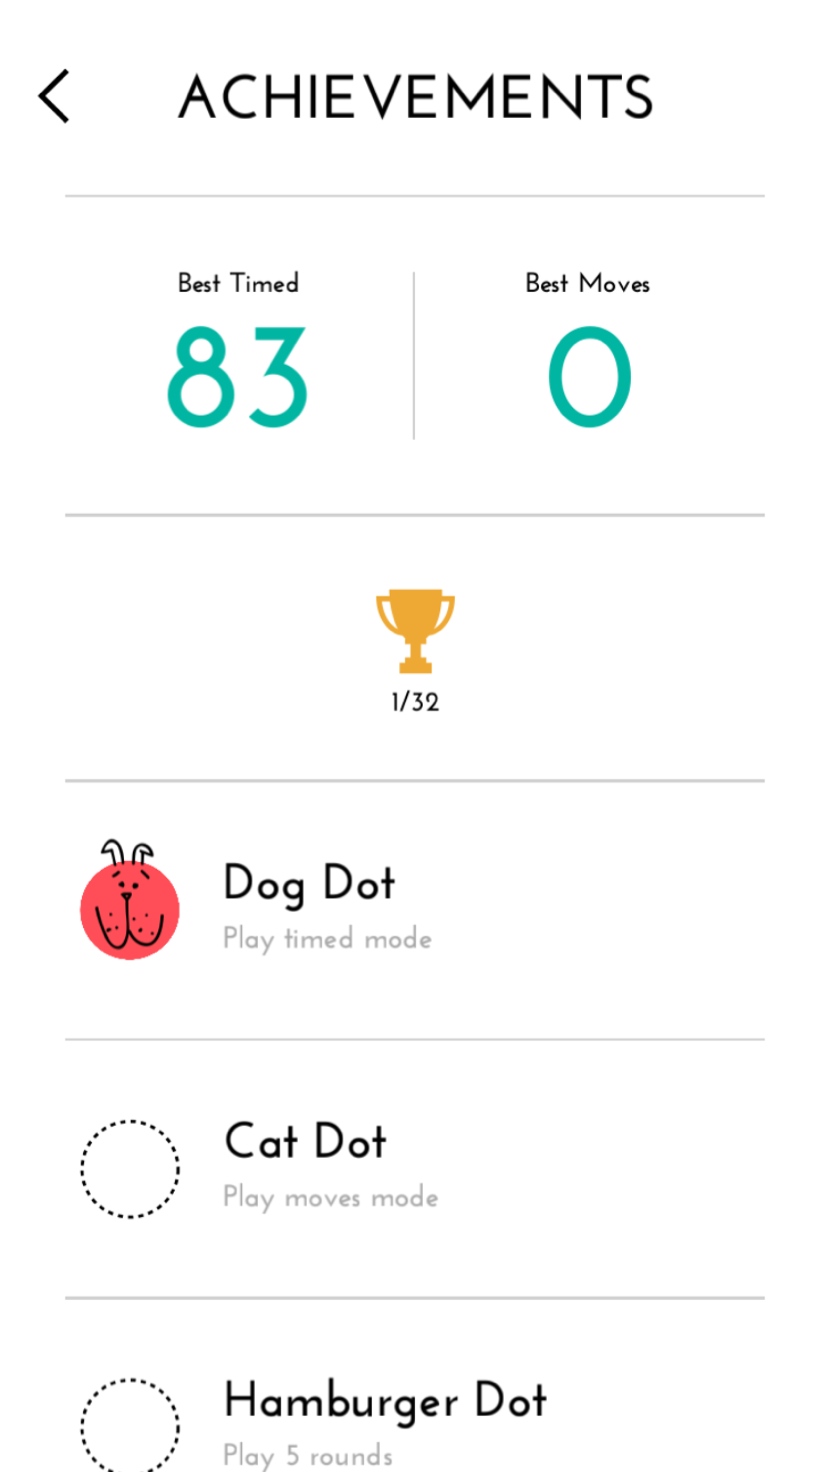 ACHIEVEMENTS
Best Timed
83
Best Moves
0
1/32
Dog Dot
Play timed mode
Cat Dot
Play moves mode
Hamburger Dot
Play 5 rounds